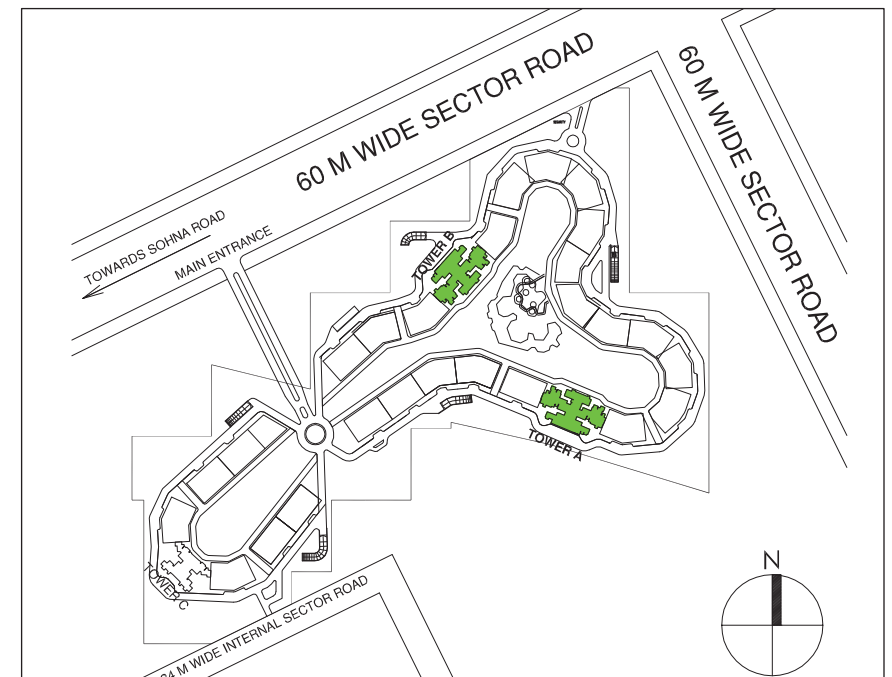 60 M WIDE SECTOR ROAD
60 M WIDE SECTOR ROAD
TOWARDS SOHNA ROAD
MAIN ENTRANCE
TOWER B
TOWER A
TOWER C
24 M WIDE INTERNAL SECTOR ROAD
N